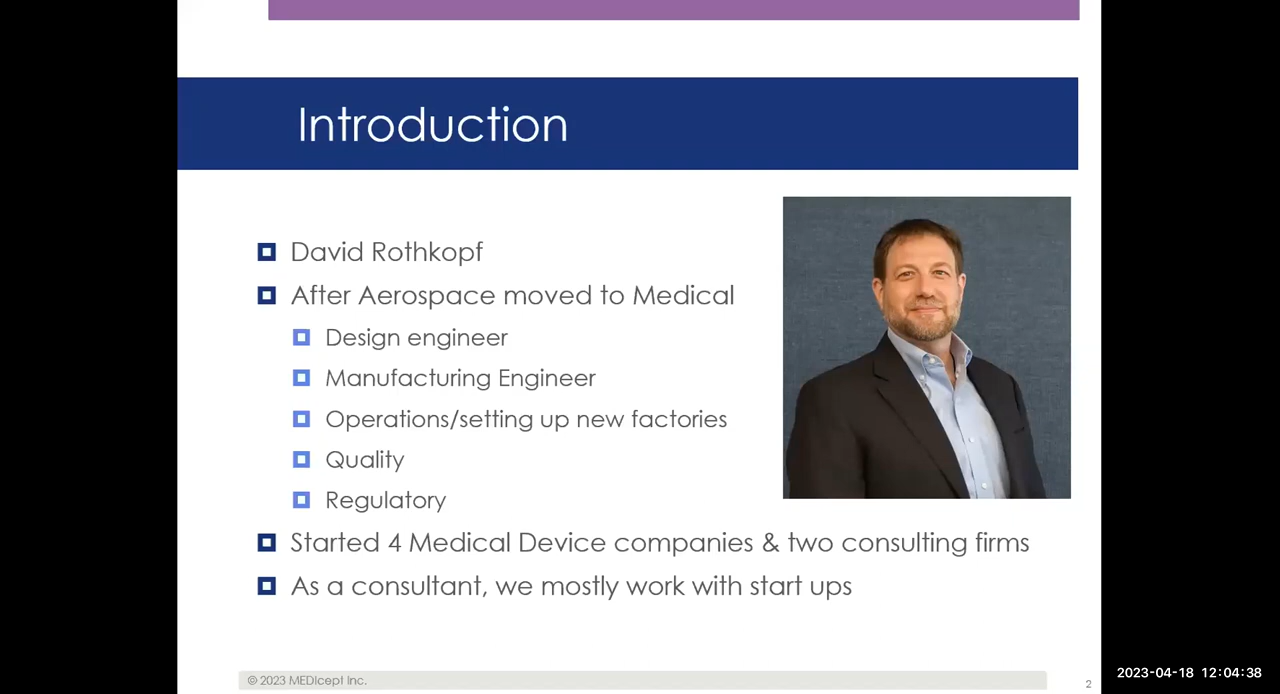 Introduction
David Rothkopf
After Aerospace moved to Medical
Design engineer
Manufacturing Engineer
Operations/setting up new factories
Quality
Regulatory
Started 4 Medical Device companies & two consulting firms
As a consultant, we mostly work with start ups
© 2023 MEDIcept Inc.
2
2023-04-18 12:04:38